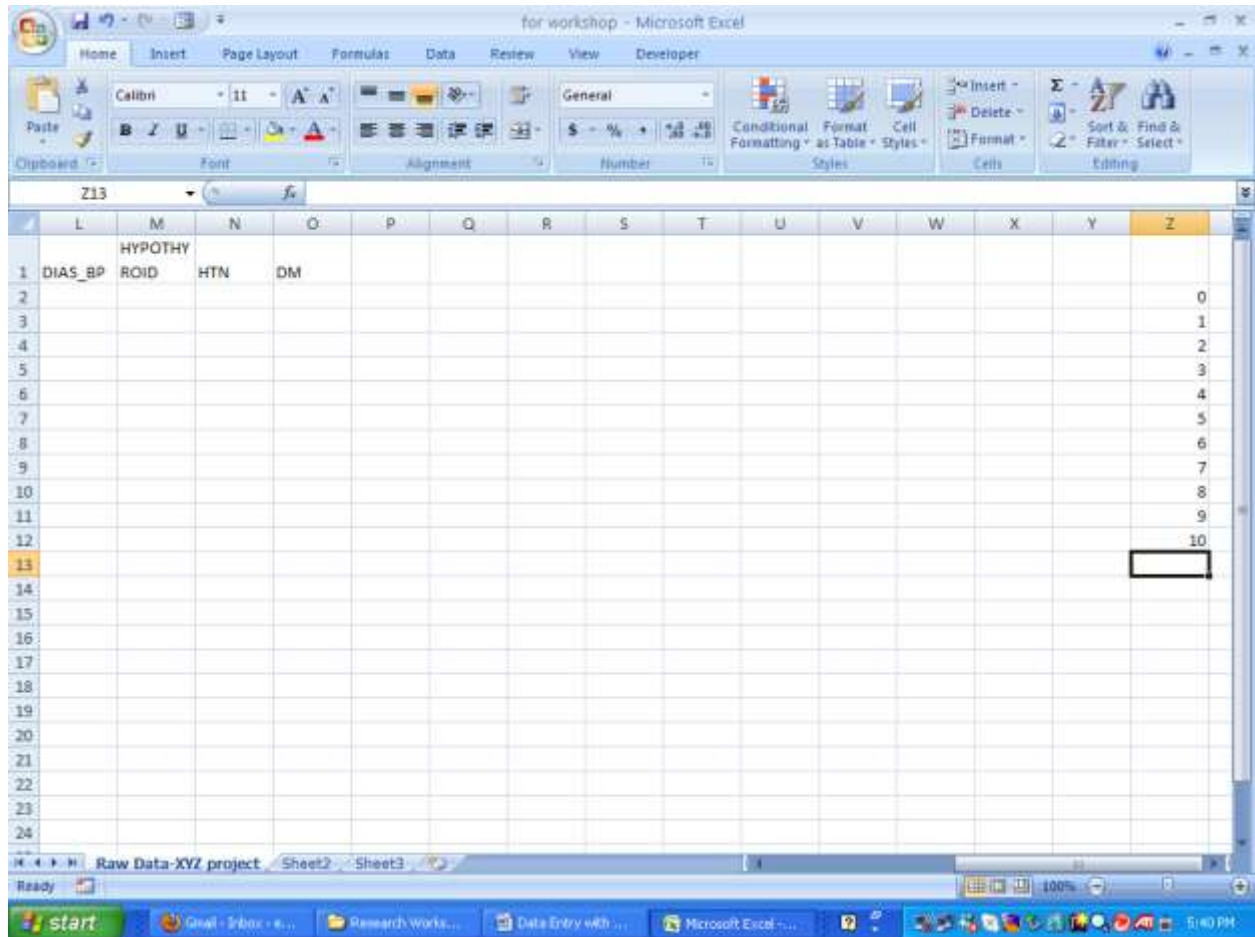 for workshop - Microsoft Excel
Home Insert Page Layout Formulas Data Review View Developer
Paste
Calibri 11
General
Conditional Formatting
Format as Table
Cell Styles
Insert
Delete
Format
Sort & Filter
Find & Select
Clipboard Font Alignment Number Styles Cells Editing
Z13 fx
L M N O P Q R S T U V W X Y Z
1 DIAS_BP HYPOTHY
ROID HTN DM
2 0
3 1
4 2
5 3
6 4
7 5
8 6
9 7
10 8
11 9
12 10
13
14
15
16
17
18
19
20
21
22
23
24
Raw Data-XYZ project Sheet2 Sheet3
Ready 100%
start Gmail - Inbox - e... Research Works... Data Entry with ... Microsoft Excel -... 5:40 PM